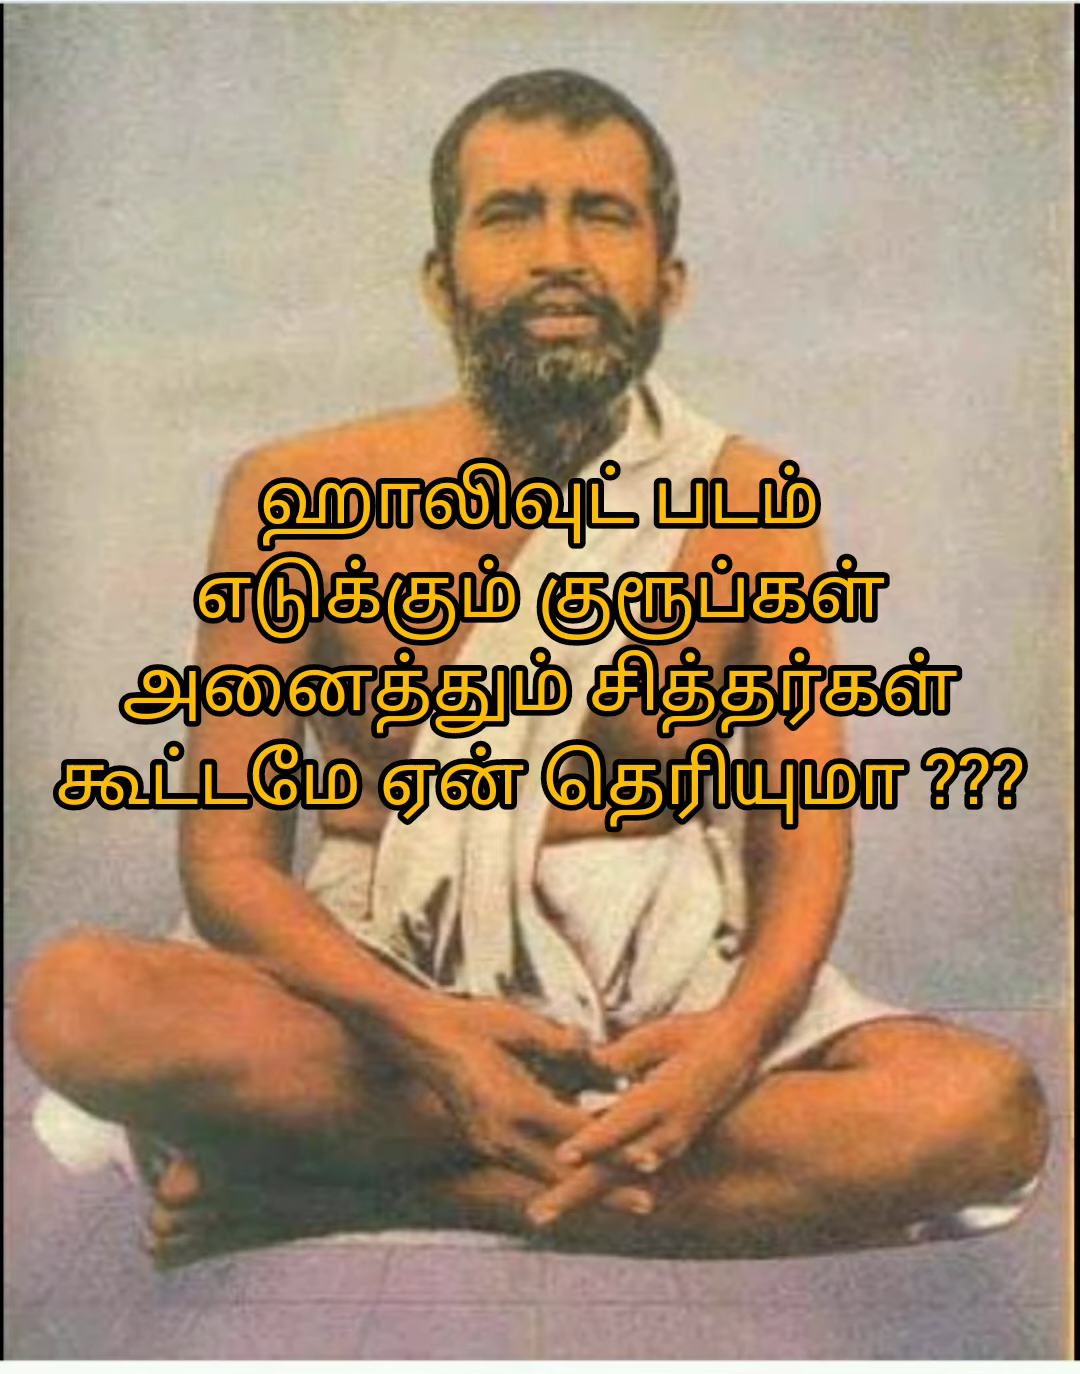 ஹாலிவுட் படம்
எடுக்கும் குரூப்கள்
அனைத்தும் சித்தர்கள்
கூட்டமே ஏன் தெரியுமா ???